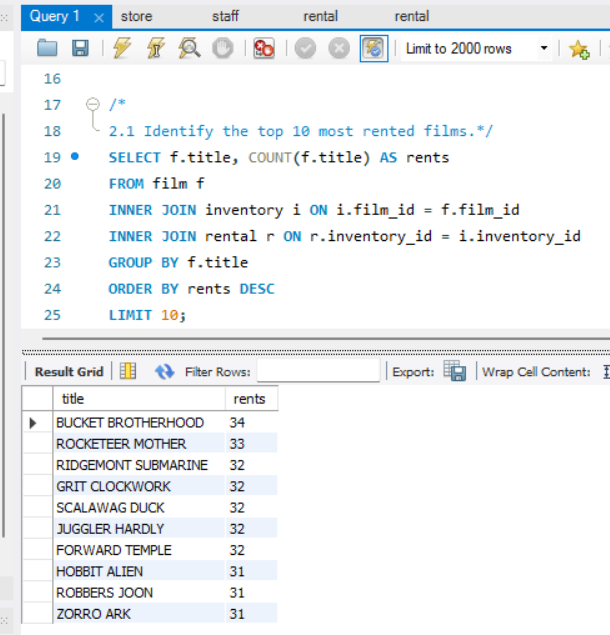 Query 1 × store staff rental rental
Limit to 2000 rows
16
17 /*
18 2.1 Identify the top 10 most rented films.*/
19 SELECT f.title, COUNT(f.title) AS rents
20 FROM film f
21 INNER JOIN inventory i ON i.film_id = f.film_id
22 INNER JOIN rental r ON r.inventory_id = i.inventory_id
23 GROUP BY f.title
24 ORDER BY rents DESC
25 LIMIT 10;
Result Grid Filter Rows: Export: Wrap Cell Content:
title rents
BUCKET BROTHERHOOD 34
ROCKETEER MOTHER 33
RIDGEMONT SUBMARINE 32
GRIT CLOCKWORK 32
SCALAWAG DUCK 32
JUGGLER HARDLY 32
FORWARD TEMPLE 32
HOBBIT ALIEN 31
ROBBERS JOON 31
ZORRO ARK 31